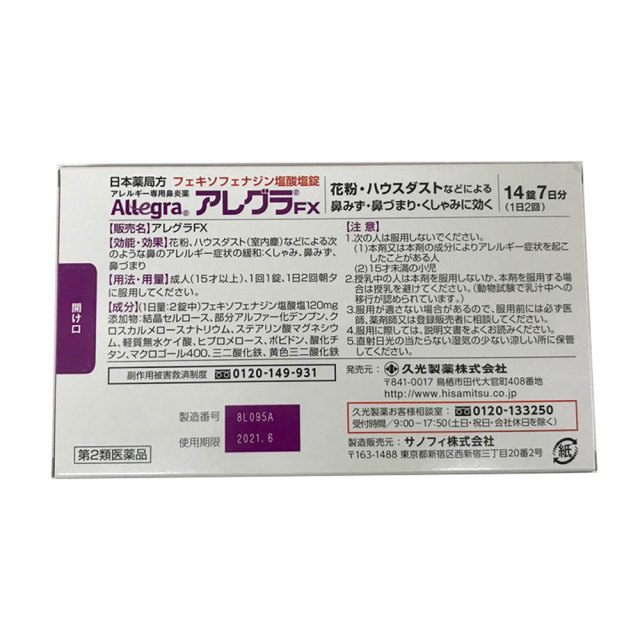 日本薬局方 フェキソフェナジン塩酸塩錠
アレルギー専用鼻炎薬
Allegra® アレグラ®FX
花粉・ハウスダストなどによる
鼻みず・鼻づまり・くしゃみに効く
14錠7日分
(1日2回)
【販売名】アレグラFX
【効能・効果】花粉、ハウスダスト(室内塵)などによる次
のような鼻のアレルギー症状の緩和:くしゃみ、鼻みず、
鼻づまり
【用法・用量】成人(15才以上)、1回1錠、1日2回朝夕
に服用してください。
【成分】(1日量:2錠中)フェキソフェナジン塩酸塩120mg
添加物:結晶セルロース、部分アルファー化デンプン、ク
ロスカルメロースナトリウム、ステアリン酸マグネシウ
ム、軽質無水ケイ酸、ヒプロメロース、ポビドン、酸化チ
タン、マクロゴール400、三二酸化鉄、黄色三二酸化鉄
副作用被害救済制度 0120-149-931
【注 意】
1.次の人は服用しないでください。
(1)本剤又は本剤の成分によりアレルギー症状を起こ
したことがある人
(2)15才未満の小児
2.授乳中の人は本剤を服用しないか、本剤を服用する場
合は授乳を避けてください。(動物試験で乳汁中への
移行が認められています。)
3.服用が適さない場合があるので、服用前には必ず医
師、薬剤師又は登録販売者に相談してください。
4.服用に際しては、説明文書をよくお読みください。
5.直射日光の当たらない湿気の少ない涼しい所に保管
してください。
発売元: 久光製薬株式会社
〒841-0017 鳥栖市田代大官町408番地
http://www.hisamitsu.co.jp
久光製薬お客様相談室: 0120-133250
受付時間/9:00-17:50(土・日・祝日・会社休日を除く)
製造販売元: サノフィ株式会社
〒163-1488 東京都新宿区西新宿三丁目20番2号
紙
製造番号 8L095A
使用期限 2021.6
第2類医薬品
開け口